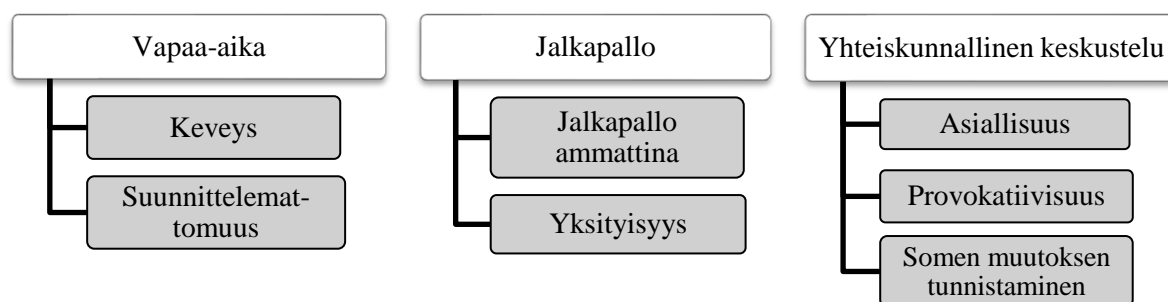 Vapaa-aika
Keveys
Suunnittelemat-
tomuus
Jalkapallo
Jalkapallo
ammattina
Yksityisyys
Yhteiskunnallinen keskustelu
Asiallisuus
Provokatiivisuus
Somen muutoksen
tunnistaminen